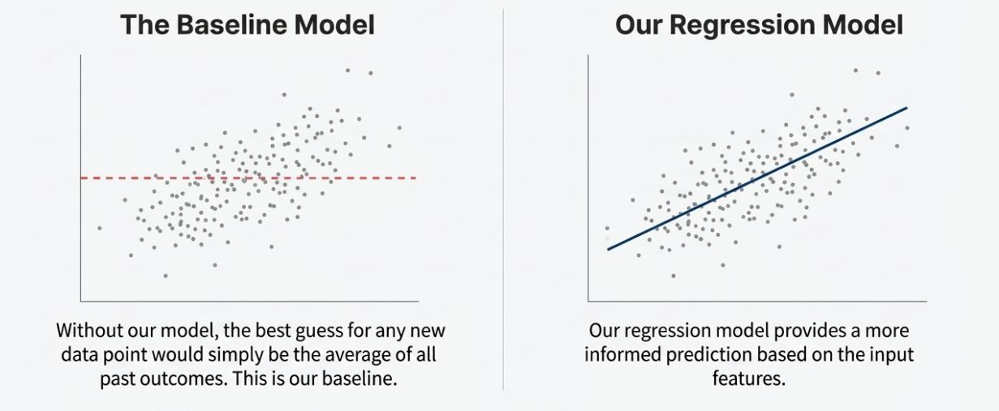 The Baseline Model
Without our model, the best guess for any new
data point would simply be the average of all
past outcomes. This is our baseline.
Our Regression Model
Our regression model provides a more
informed prediction based on the input
features.